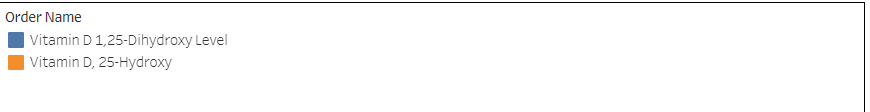 Order Name
Vitamin D 1,25-Dihydroxy Level
Vitamin D, 25-Hydroxy